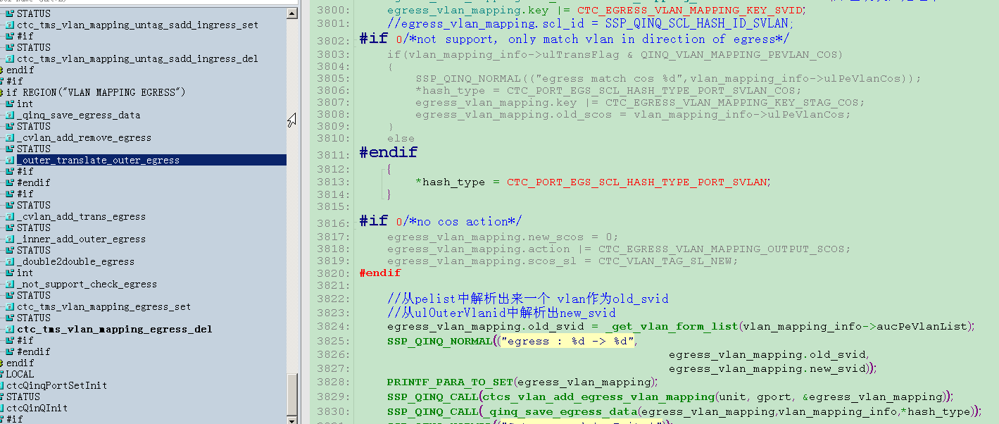 STATUS
ctc_tms_vlan_mapping_untag_sadd_ingress_set
#if
STATUS
ctc_tms_vlan_mapping_untag_sadd_ingress_del
endif
#if
if REGION("VLAN MAPPING EGRESS")
int
_qinq_save_egress_data
STATUS
_cvlan_add_remove_egress
STATUS
_outer_translate_outer_egress
#if
#endif
#if
STATUS
_cvlan_add_trans_egress
STATUS
_inner_add_outer_egress
STATUS
_double2double_egress
int
_not_support_check_egress
STATUS
ctc_tms_vlan_mapping_egress_set
STATUS
ctc_tms_vlan_mapping_egress_del
#if
#endif
endif
LOCAL
ctcQinqPortSetInit
STATUS
ctcQinQInit
#if
3800: egress_vlan_mapping.key |= CTC_EGRESS_VLAN_MAPPING_KEY_SVID;
3801: //egress_vlan_mapping.scl_id = SSP_QINQ_SCL_HASH_ID_SVLAN;
3802: #if 0/*not support, only match vlan in direction of egress*/
3803: if(vlan_mapping_info->ulTransFlag & QINQ_VLAN_MAPPING_PEVLAN_COS)
3804: {
3805: SSP_QINQ_NORMAL(("egress match cos %d",vlan_mapping_info->ulPeVlanCos));
3806: *hash_type = CTC_PORT_EGS_SCL_HASH_TYPE_PORT_SVLAN_COS;
3807: egress_vlan_mapping.key |= CTC_EGRESS_VLAN_MAPPING_KEY_STAG_COS;
3808: egress_vlan_mapping.old_scos = vlan_mapping_info->ulPeVlanCos;
3809: }
3810: else
3811: #endif
3812: {
3813: *hash_type = CTC_PORT_EGS_SCL_HASH_TYPE_PORT_SVLAN;
3814: }
3815:
3816: #if 0/*no cos action*/
3817: egress_vlan_mapping.new_scos = 0;
3818: egress_vlan_mapping.action |= CTC_EGRESS_VLAN_MAPPING_OUTPUT_SCOS;
3819: egress_vlan_mapping.scos_sl = CTC_VLAN_TAG_SL_NEW;
3820: #endif
3821:
3822: //从pelist中解析出来一个 vlan作为old_svid
3823: //从ulOuterVlanid中解析出new_svid
3824: egress_vlan_mapping.old_svid = _get_vlan_form_list(vlan_mapping_info->aucPeVlanList);
3825: SSP_QINQ_NORMAL(("egress : %d -> %d",
3826: egress_vlan_mapping.old_svid,
3827: egress_vlan_mapping.new_svid));
3828: PRINTF_PARA_TO_SET(egress_vlan_mapping);
3829: SSP_QINQ_CALL(ctcs_vlan_add_egress_vlan_mapping(unit, gport, &egress_vlan_mapping));
3830: SSP_QINQ_CALL(_qinq_save_egress_data(egress_vlan_mapping,vlan_mapping_info,*hash_type));